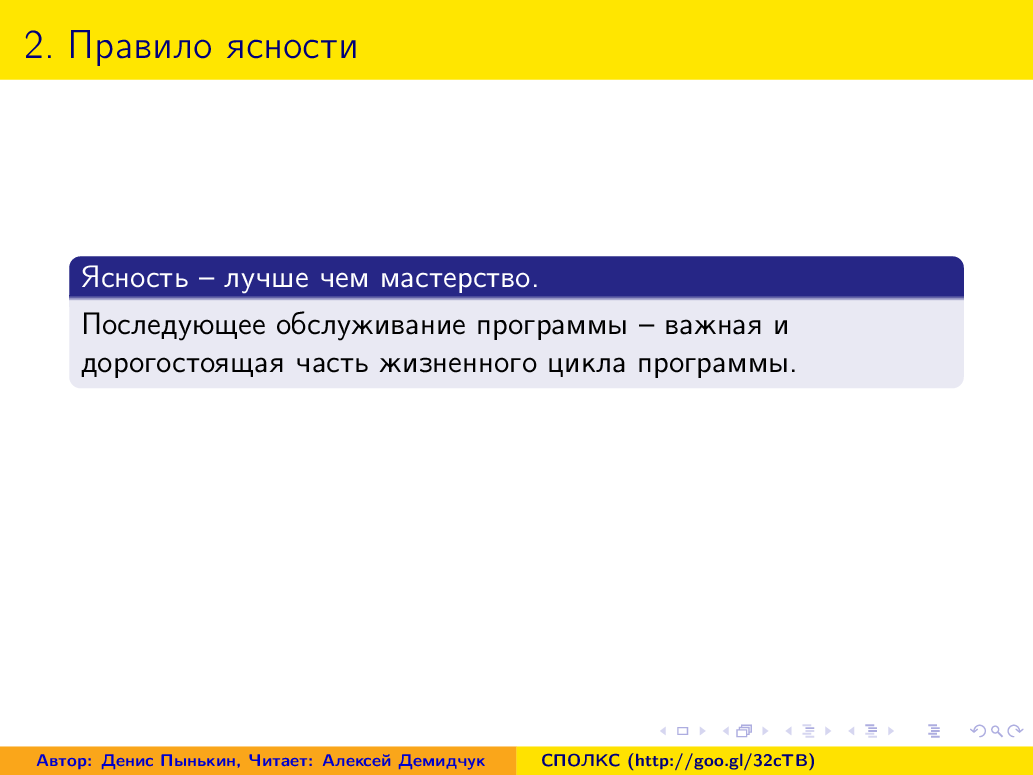 2. Правило ясности
Ясность – лучше чем мастерство.
Последующее обслуживание программы – важная и
дорогостоящая часть жизненного цикла программы.
Автор: Денис Пынькин, Читает: Алексей Демидчук
СПОЛКС (http://goo.gl/32cTB)